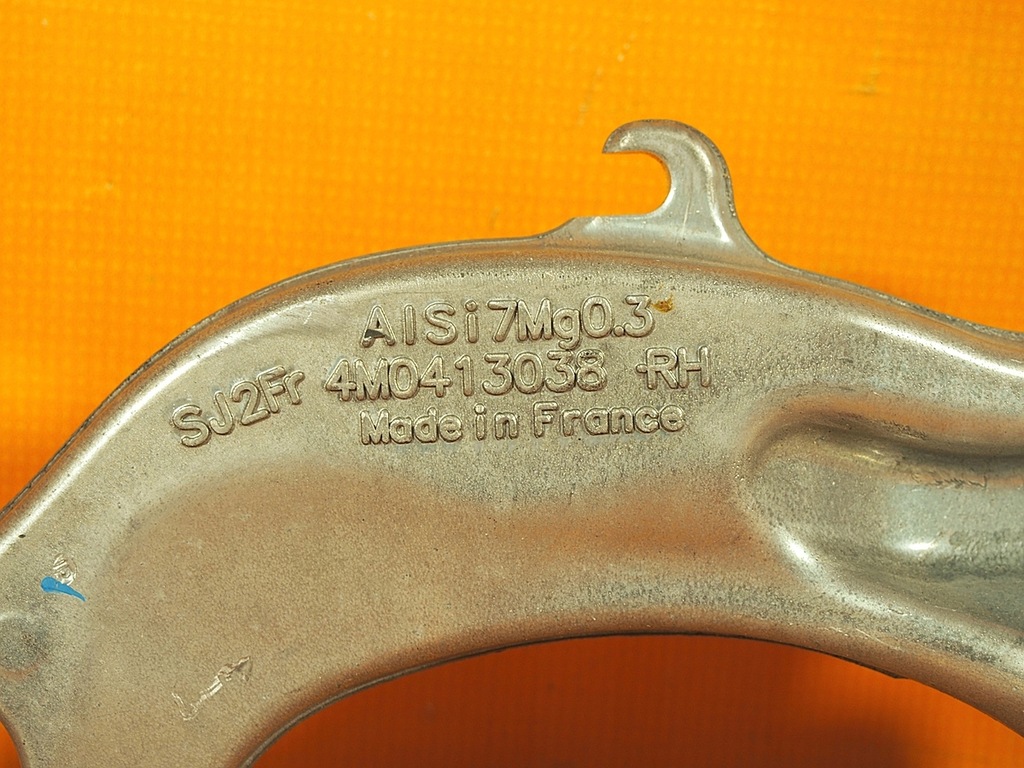 AlSi7Mg0.3
4M0413038 RH
SJ2Fr
Made in France